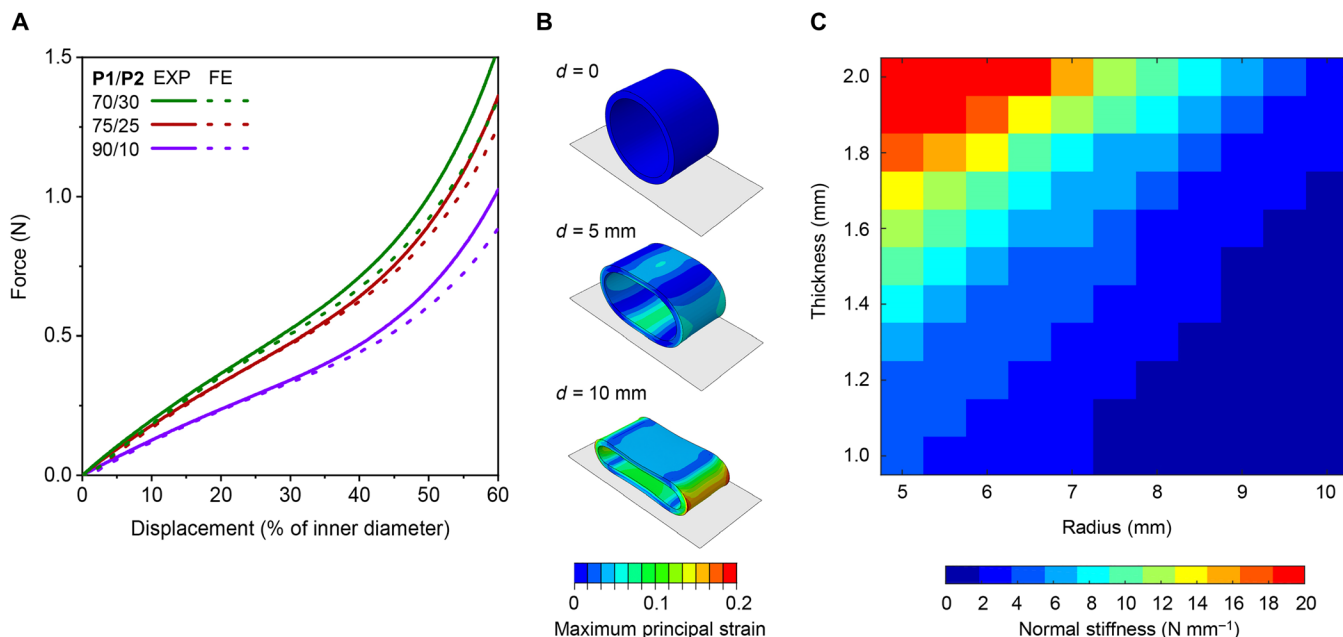 A
P1/P2 EXP FE
70/30
75/25
90/10
1.5
1.0
0.5
0.0
0 10 20 30 40 50 60
Force (N)
Displacement (% of inner diameter)
B
d = 0
d = 5 mm
d = 10 mm
0 0.1 0.2
Maximum principal strain
C
2.0
1.8
1.6
1.4
1.2
1.0
Thickness (mm)
5 6 7 8 9 10
Radius (mm)
0 2 4 6 8 10 12 14 16 18 20
Normal stiffness (N mm⁻¹)